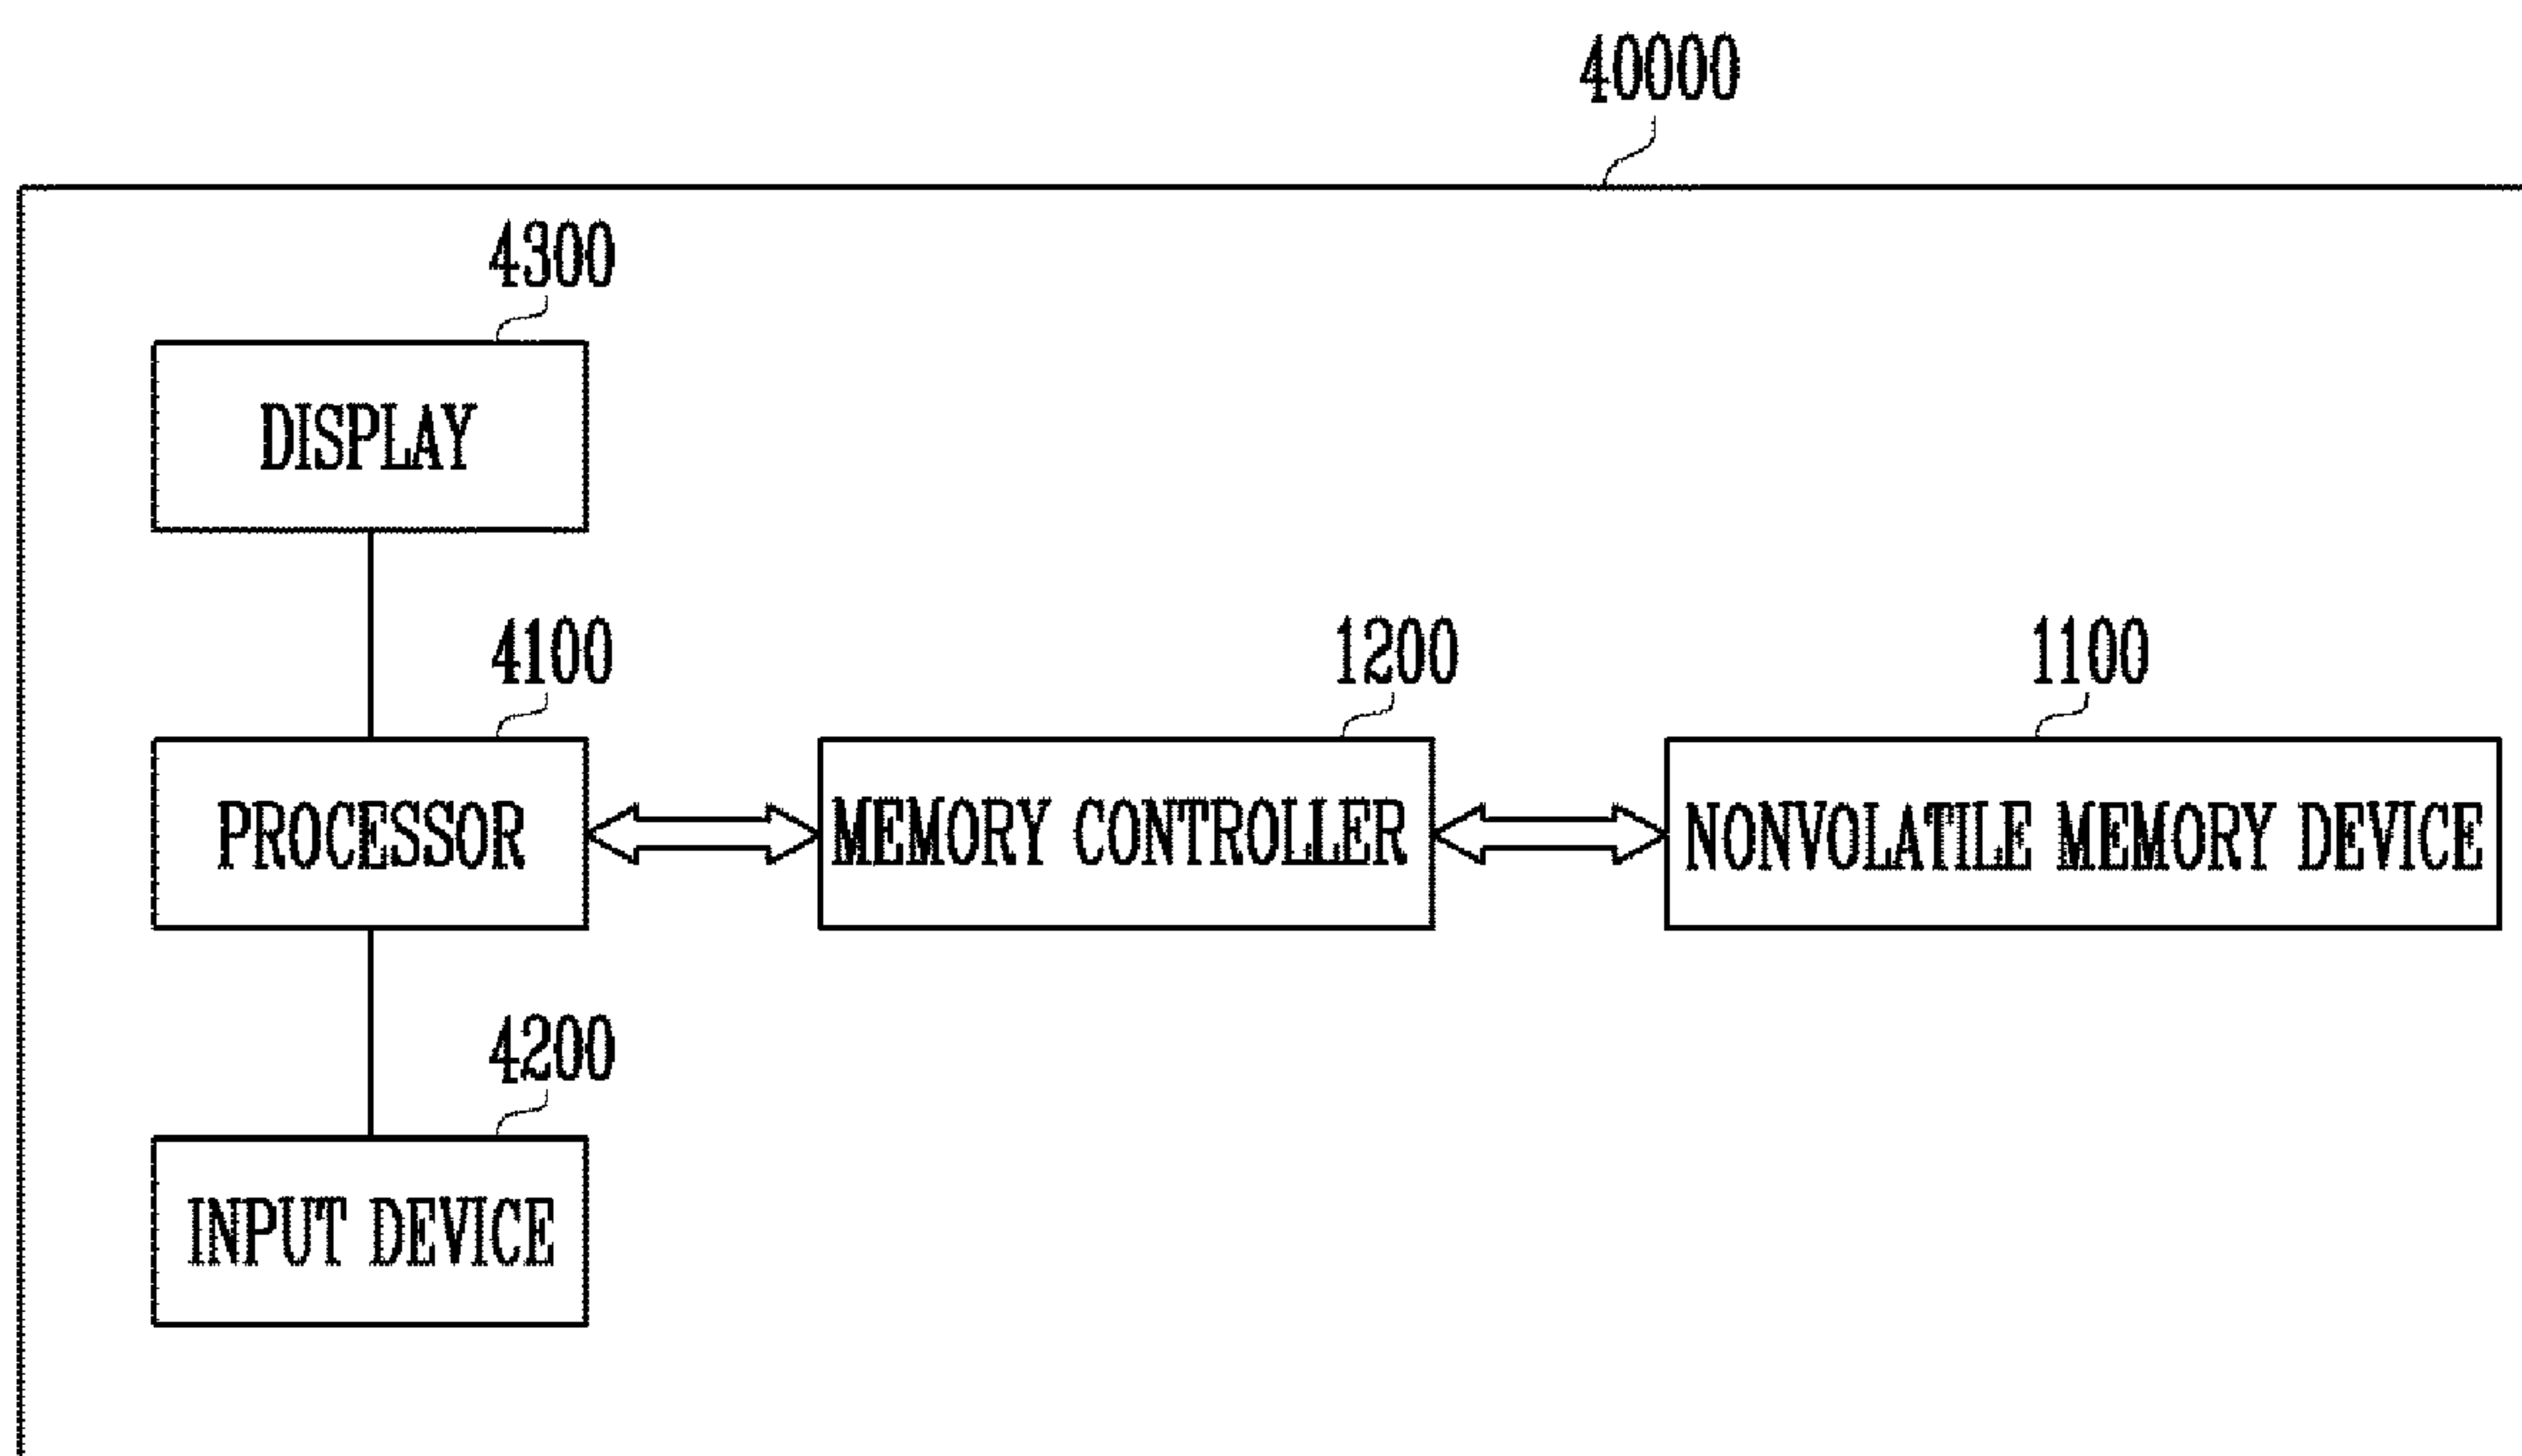 40000
4300
DISPLAY
4100
1200
1100
PROCESSOR
MEMORY CONTROLLER
NONVOLATILE MEMORY DEVICE
4200
INPUT DEVICE